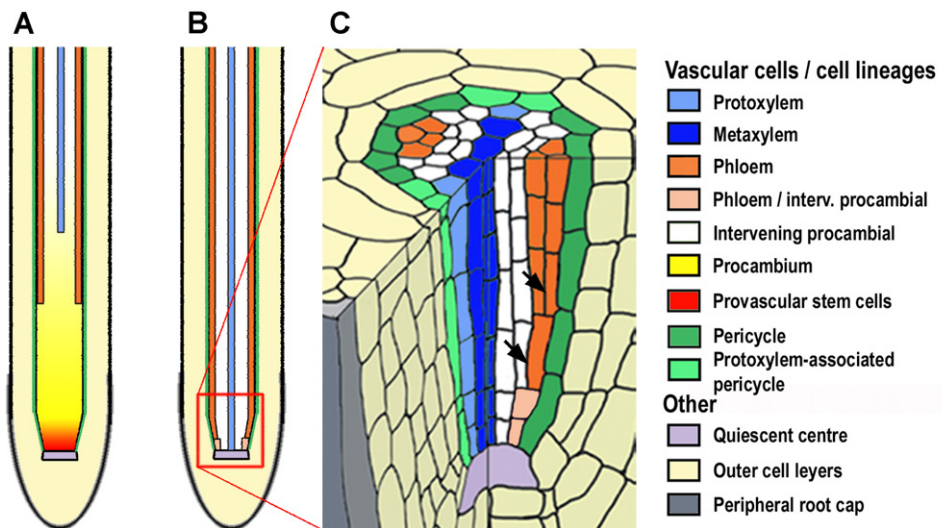 A
B
C
Vascular cells / cell lineages
Protoxylem
Metaxylem
Phloem
Phloem / interv. procambial
Intervening procambial
Procambium
Provascular stem cells
Pericycle
Protoxylem-associated
pericycle
Other
Quiescent centre
Outer cell leyers
Peripheral root cap